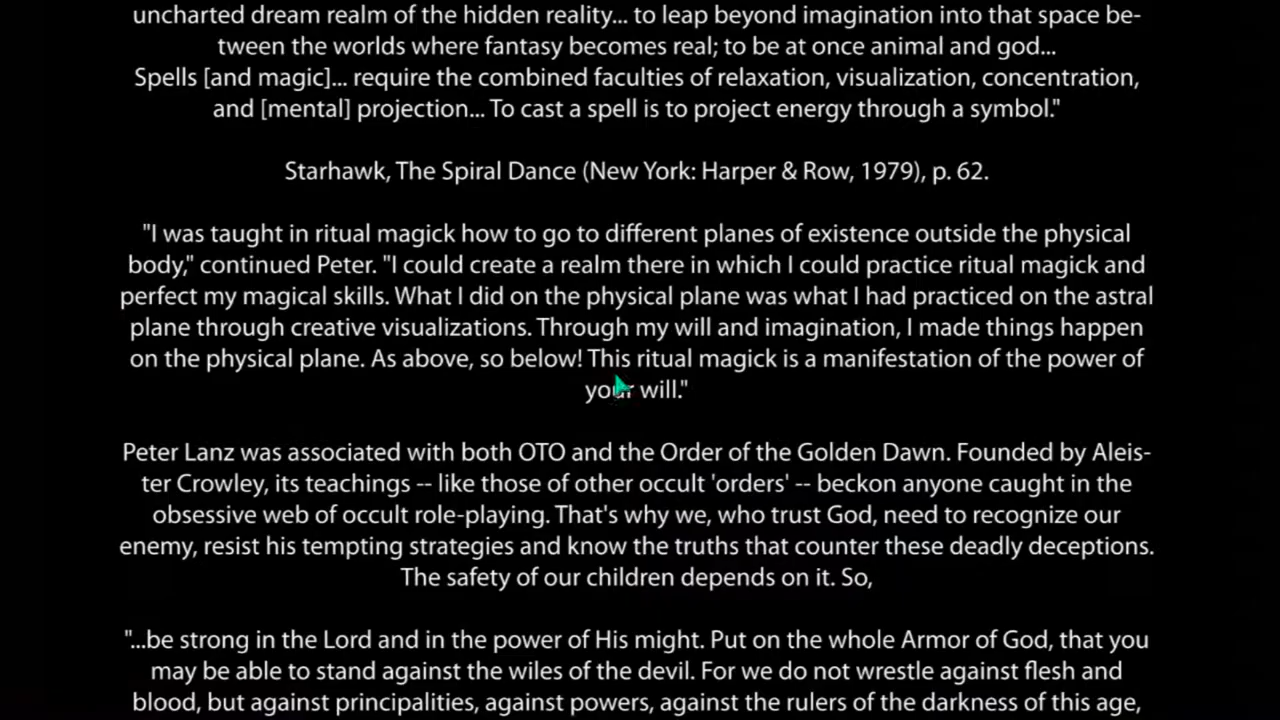 uncharted dream realm of the hidden reality... to leap beyond imagination into that space be-
tween the worlds where fantasy becomes real; to be at once animal and god...
Spells [and magic]... require the combined faculties of relaxation, visualization, concentration,
and [mental] projection... To cast a spell is to project energy through a symbol."
Starhawk, The Spiral Dance (New York: Harper & Row, 1979), p. 62.
"I was taught in ritual magick how to go to different planes of existence outside the physical
body," continued Peter. "I could create a realm there in which I could practice ritual magick and
perfect my magical skills. What I did on the physical plane was what I had practiced on the astral
plane through creative visualizations. Through my will and imagination, I made things happen
on the physical plane. As above, so below! This ritual magick is a manifestation of the power of
your will."
Peter Lanz was associated with both OTO and the Order of the Golden Dawn. Founded by Aleis-
ter Crowley, its teachings -- like those of other occult 'orders' -- beckon anyone caught in the
obsessive web of occult role-playing. That's why we, who trust God, need to recognize our
enemy, resist his tempting strategies and know the truths that counter these deadly deceptions.
The safety of our children depends on it. So,
"...be strong in the Lord and in the power of His might. Put on the whole Armor of God, that you
may be able to stand against the wiles of the devil. For we do not wrestle against flesh and
blood, but against principalities, against powers, against the rulers of the darkness of this age,